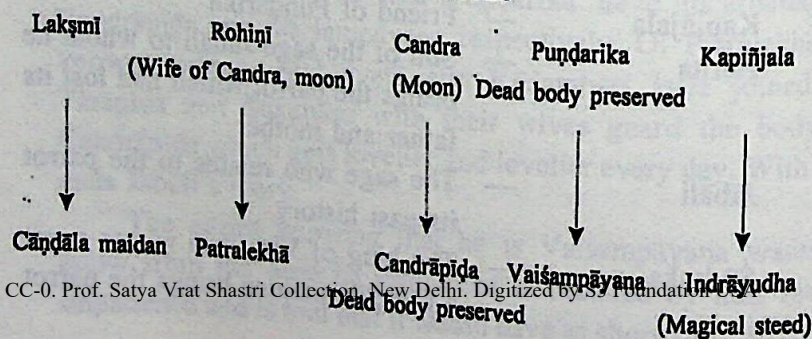 Lakṣmī Rohiṇī Candra Puṇḍarika Kapiñjala
(Wife of Candra, moon) (Moon) Dead body preserved
Cāṇḍāla maidan Patralekhā Candrāpīḍa Vaiśampāyana Indrāyudha
CC-0. Prof. Satya Vrat Shastri Collection, New Delhi. Digitized by S3 Foundation USA
Dead body preserved (Magical steed)